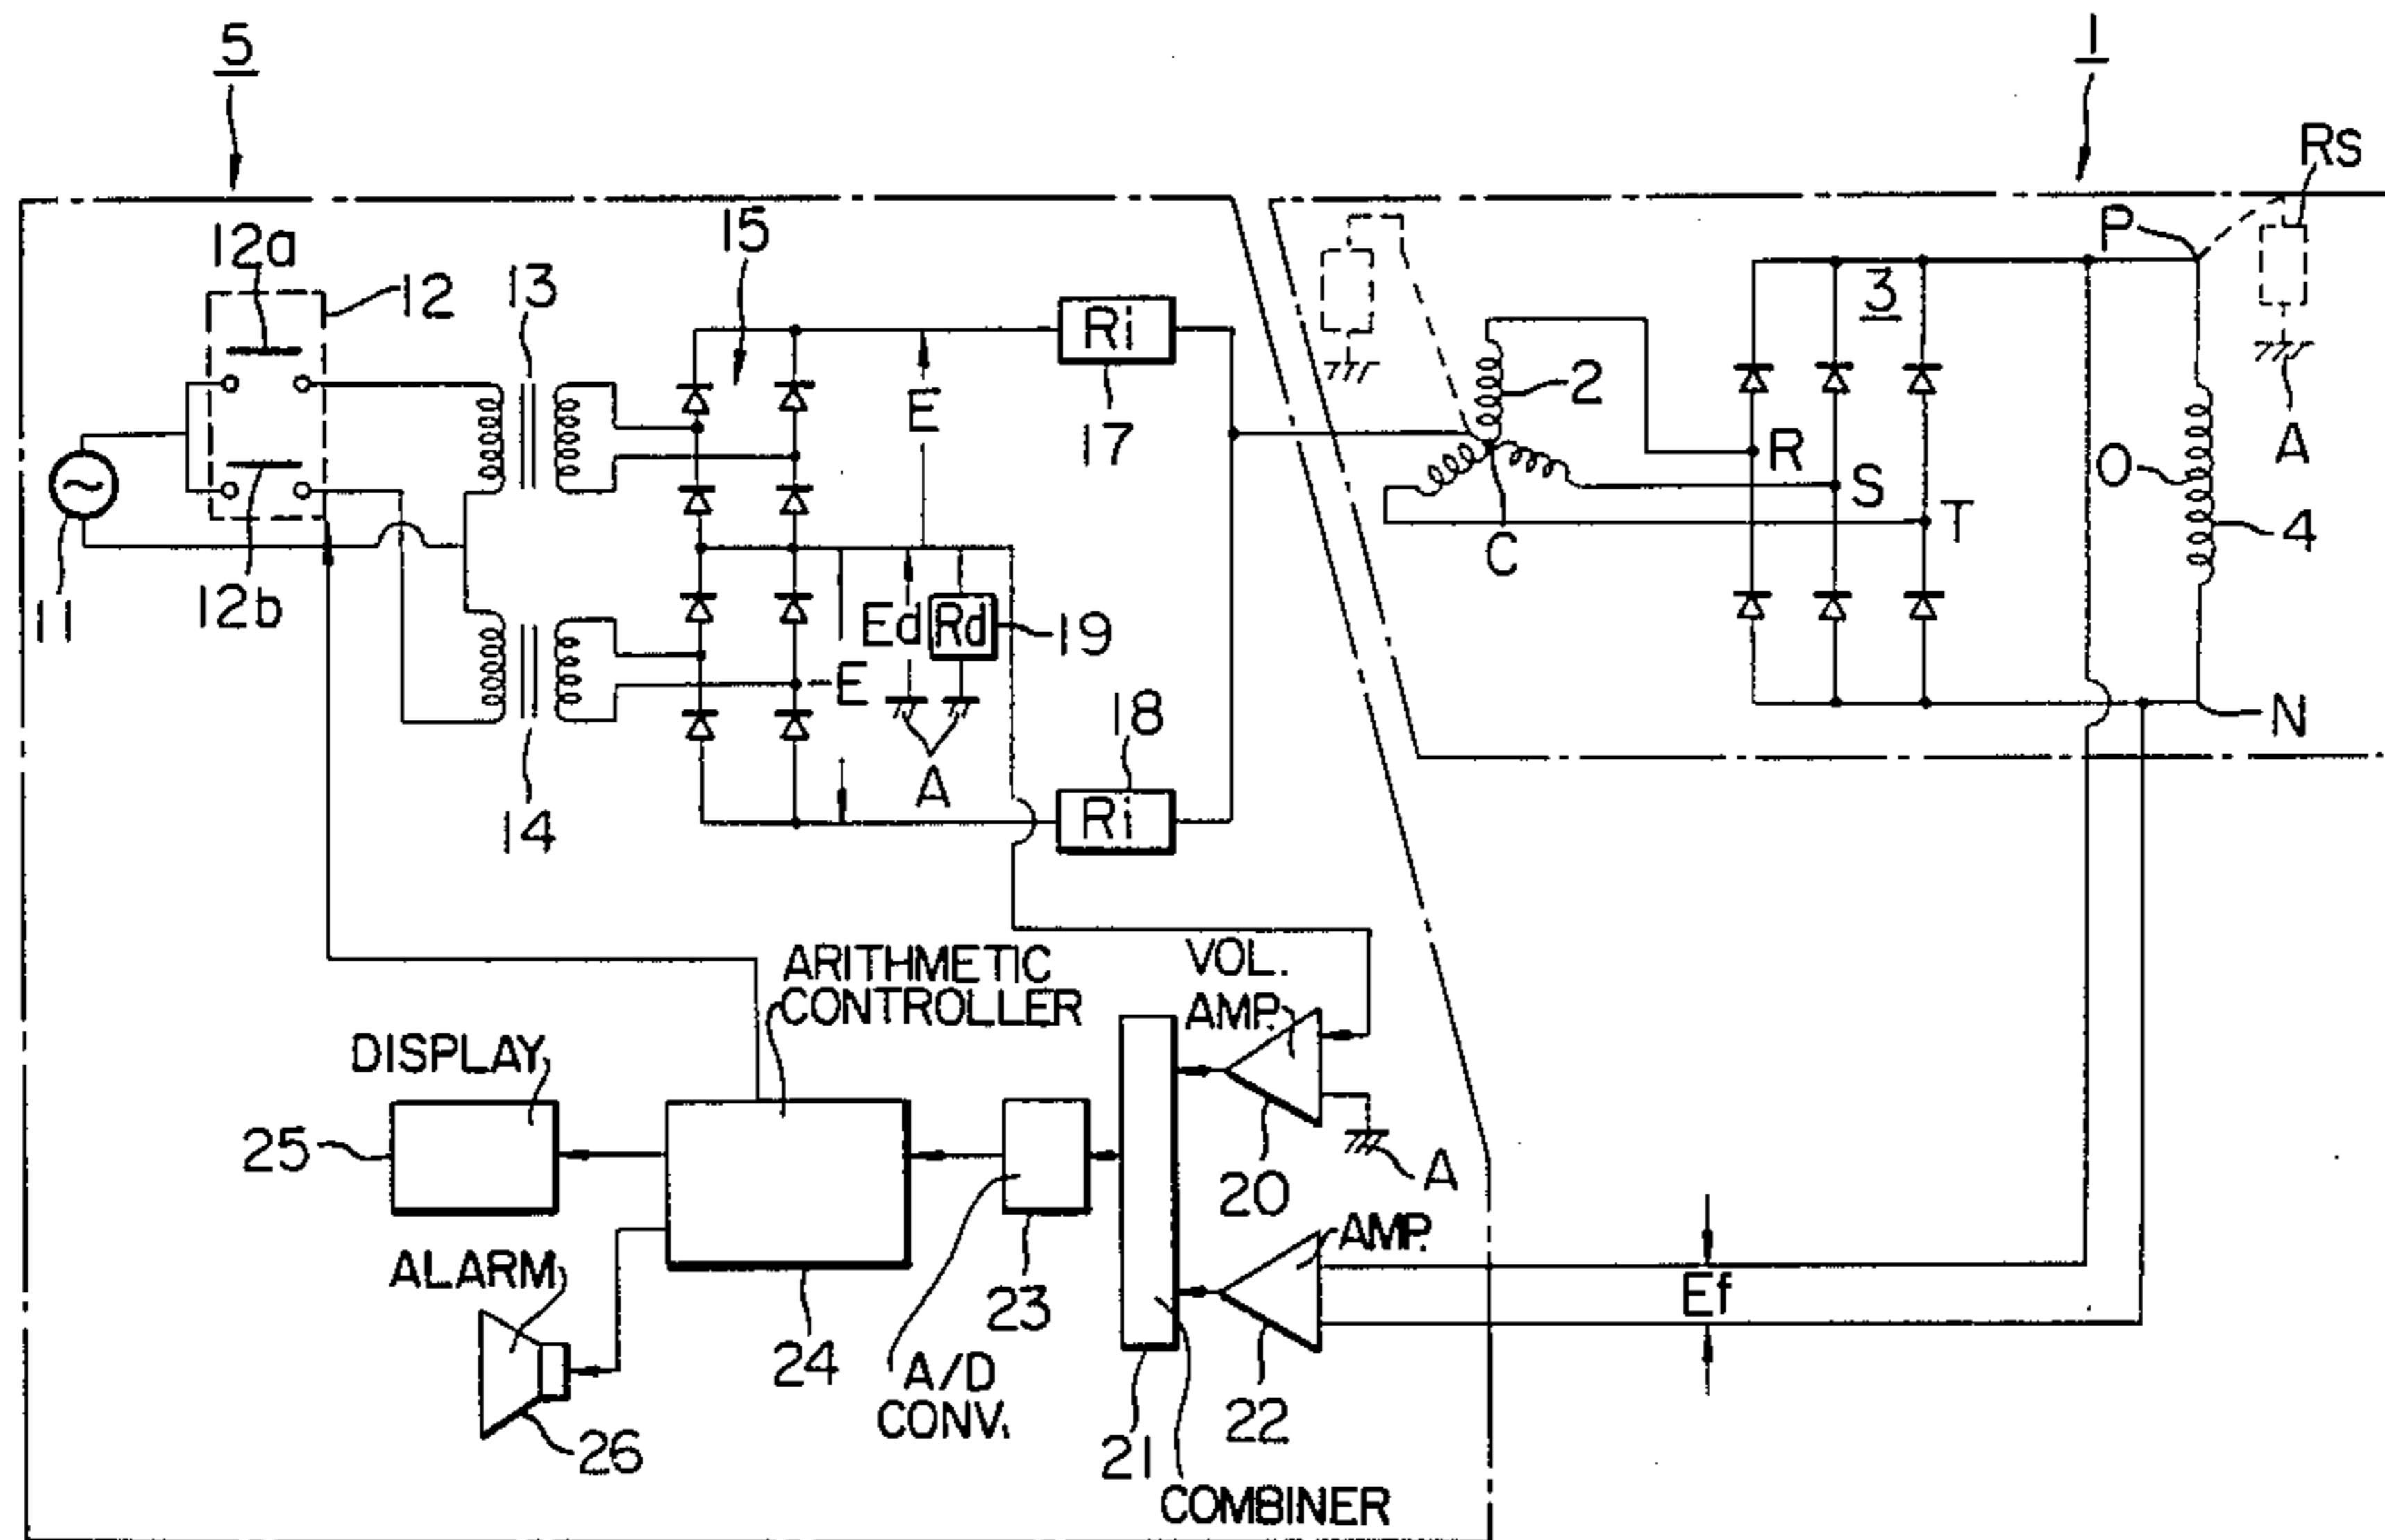 5
1
RS
12a
15
P
12
13
3
Ri
2
E
17
R
A
O
S
T
4
C
12b
11
Ed
Rd
19
E
18
N
A
14
Ri
ARITHMETIC
CONTROLLER
VOL.
AMP.
DISPLAY
25
20
A
AMP.
ALARM
23
Ef
24
A/D
CONV.
22
26
21
COMBINER